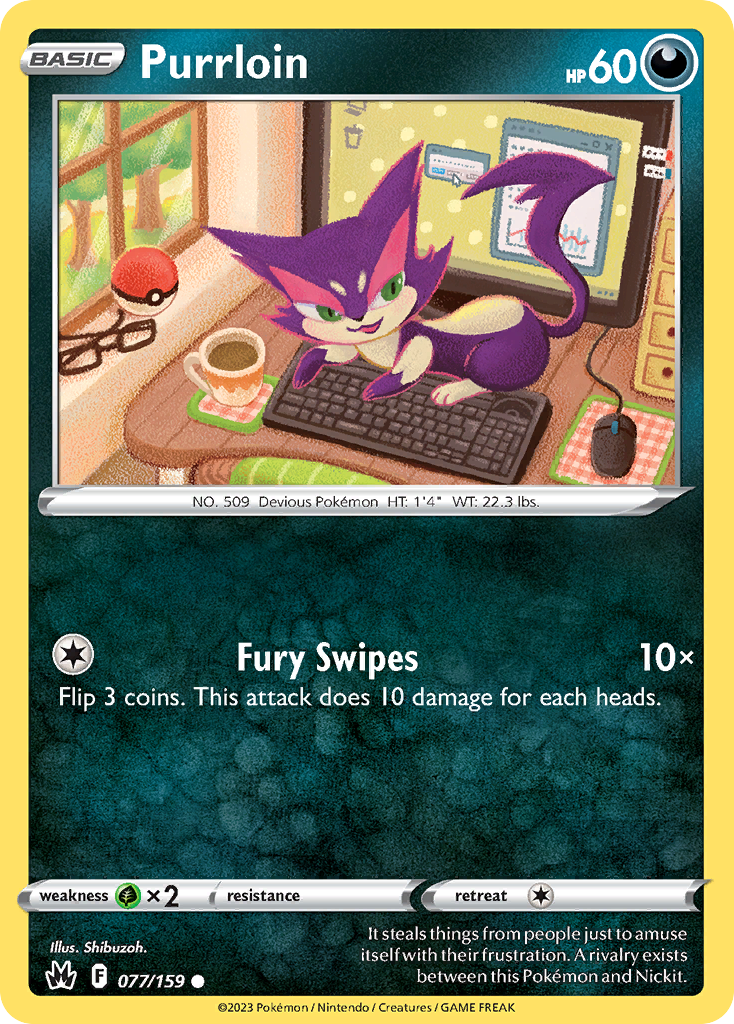 BASIC Purrloin HP60
NO. 509 Devious Pokémon HT: 1'4" WT: 22.3 lbs.
Fury Swipes 10×
Flip 3 coins. This attack does 10 damage for each heads.
weakness ×2 resistance retreat
Illus. Shibuzoh.
It steals things from people just to amuse
itself with their frustration. A rivalry exists
between this Pokémon and Nickit.
F 077/159
©2023 Pokémon / Nintendo / Creatures / GAME FREAK